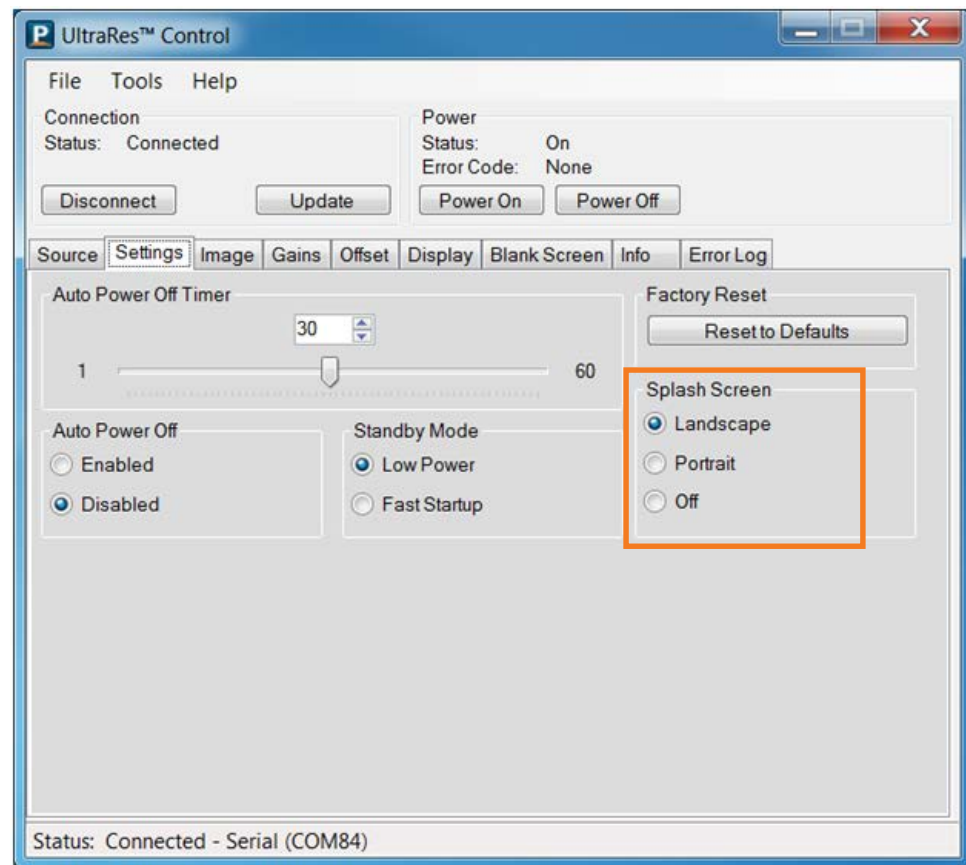 P UltraRes™ Control
File Tools Help
Connection
Status: Connected
Disconnect Update
Power
Status: On
Error Code: None
Power On Power Off
Source Settings Image Gains Offset Display Blank Screen Info Error Log
Auto Power Off Timer
30
1 60
Factory Reset
Reset to Defaults
Auto Power Off
Enabled
Disabled
Standby Mode
Low Power
Fast Startup
Splash Screen
Landscape
Portrait
Off
Status: Connected - Serial (COM84)